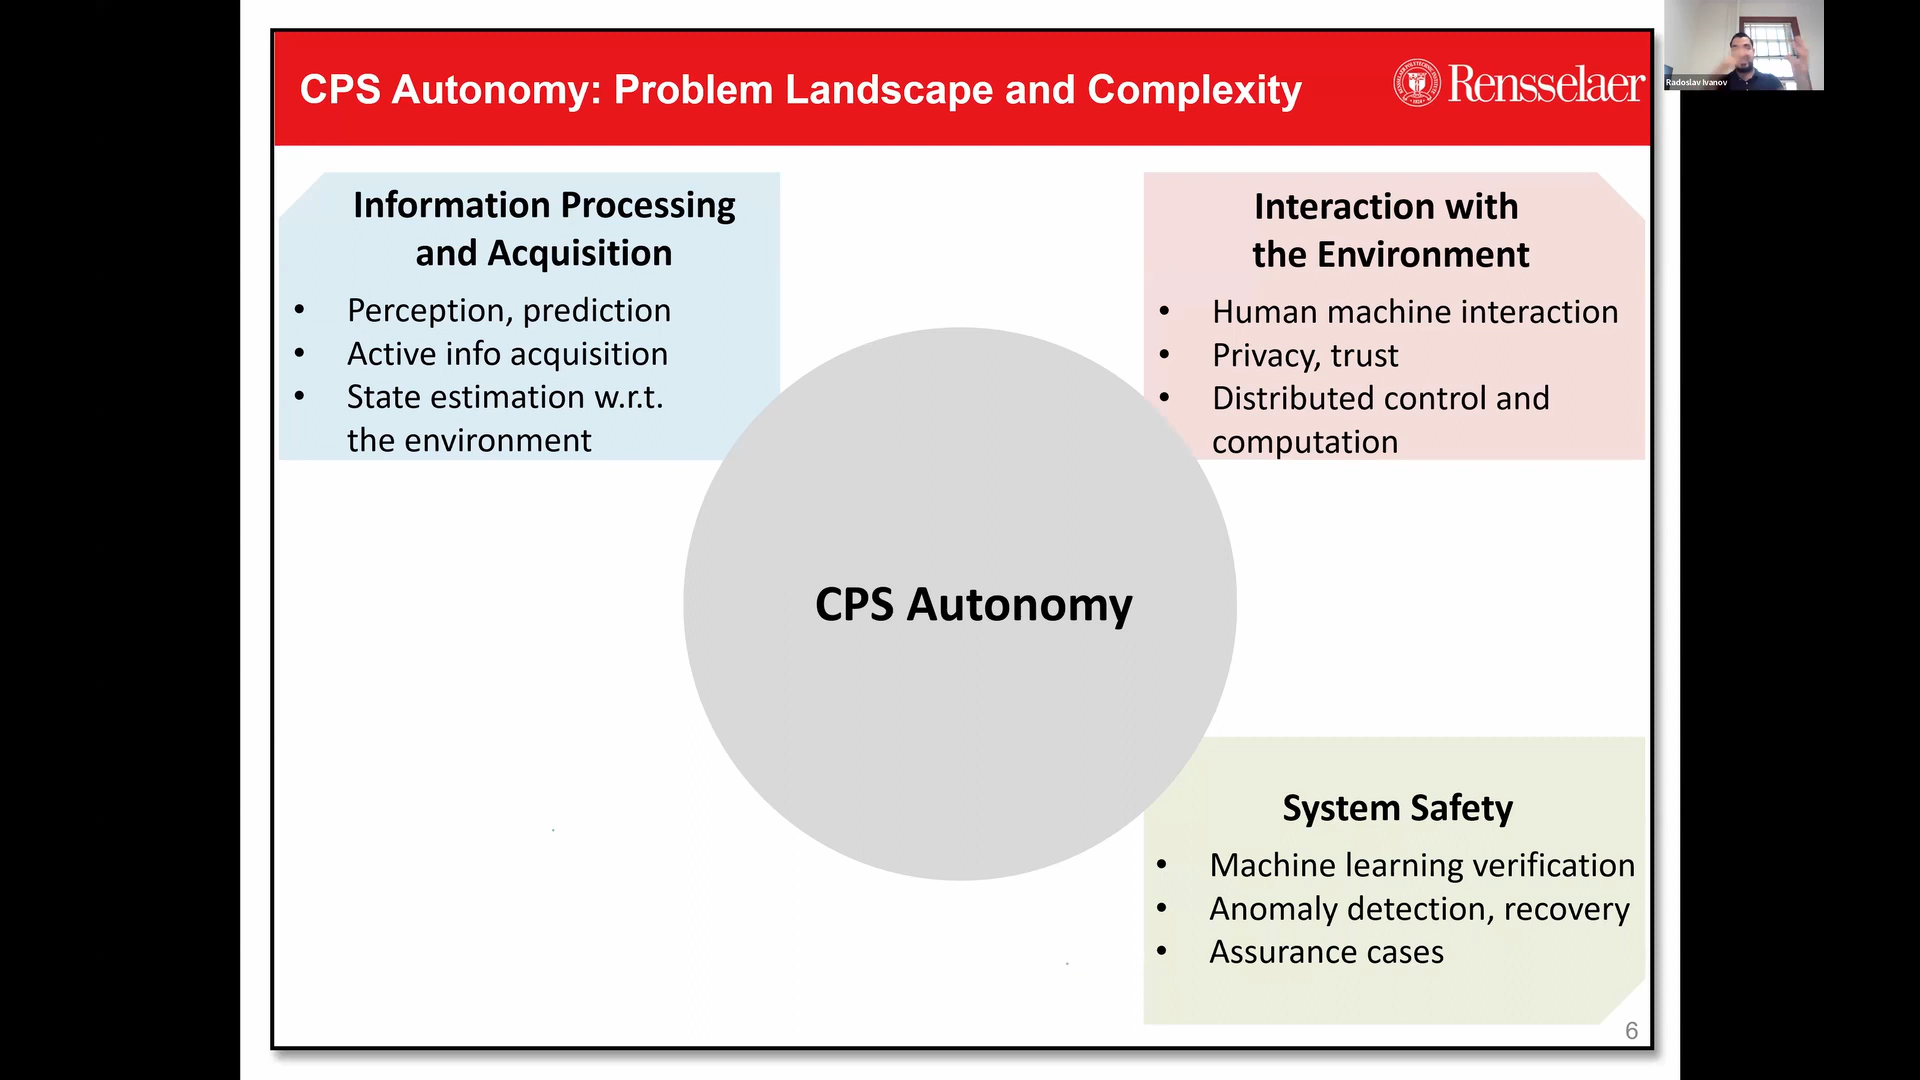 CPS Autonomy: Problem Landscape and Complexity
Rensselaer
Radoslav Ivanov
Information Processing
and Acquisition
• Perception, prediction
• Active info acquisition
• State estimation w.r.t.
the environment
Interaction with
the Environment
• Human machine interaction
• Privacy, trust
• Distributed control and
computation
CPS Autonomy
System Safety
• Machine learning verification
• Anomaly detection, recovery
• Assurance cases
6